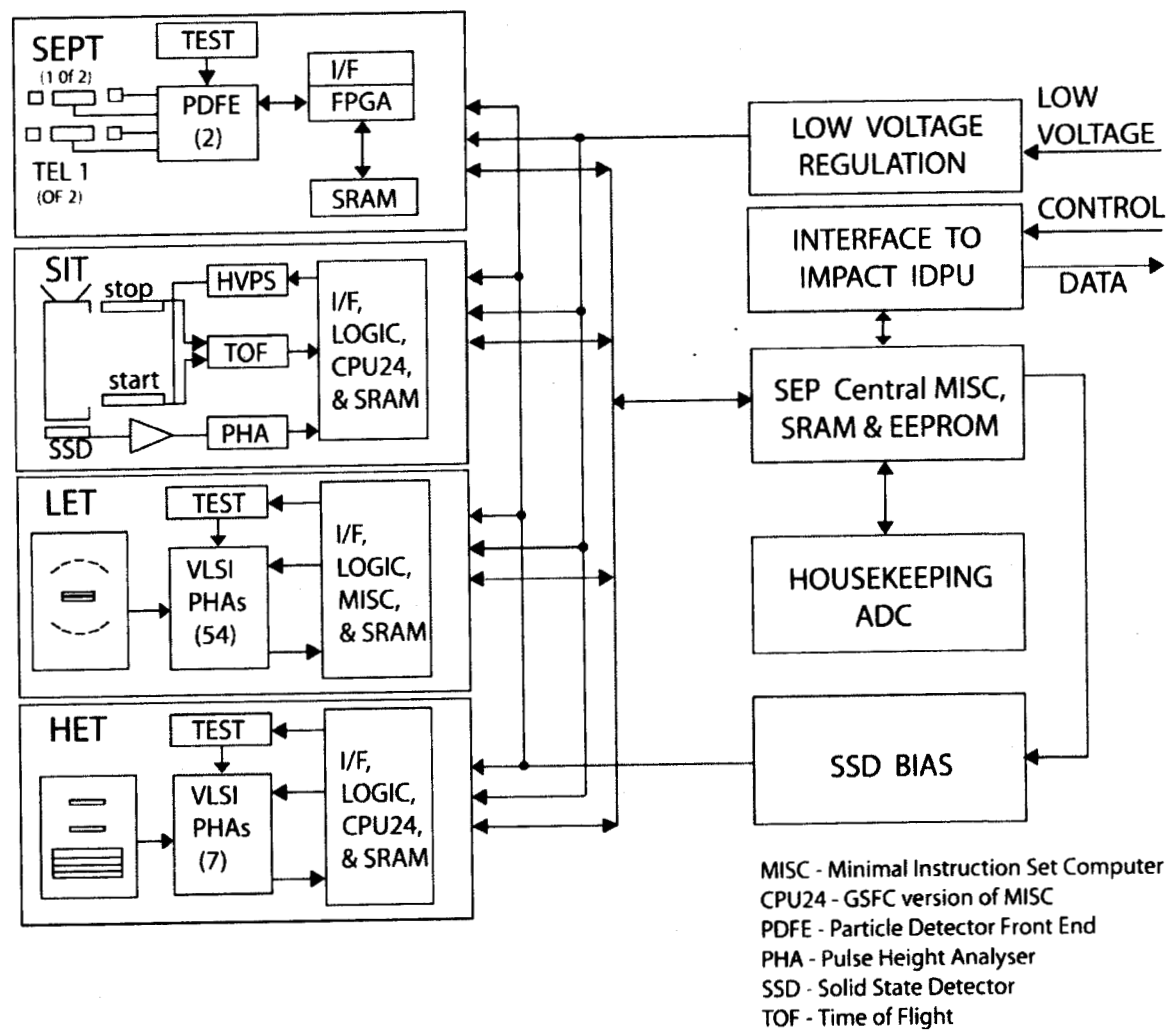 SEPT
(1 0f 2)
TEL 1
(OF 2)
TEST
PDFE
(2)
I/F
FPGA
SRAM
SIT
stop
start
SSD
HVPS
TOF
PHA
I/F,
LOGIC,
CPU24,
& SRAM
LET
TEST
VLSI
PHAs
(54)
I/F,
LOGIC,
MISC,
& SRAM
HET
TEST
VLSI
PHAs
(7)
I/F,
LOGIC,
CPU24,
& SRAM
LOW VOLTAGE
REGULATION
LOW
VOLTAGE
INTERFACE TO
IMPACT IDPU
CONTROL
DATA
SEP Central MISC,
SRAM & EEPROM
HOUSEKEEPING
ADC
SSD BIAS
MISC - Minimal Instruction Set Computer
CPU24 - GSFC version of MISC
PDFE - Particle Detector Front End
PHA - Pulse Height Analyser
SSD - Solid State Detector
TOF - Time of Flight